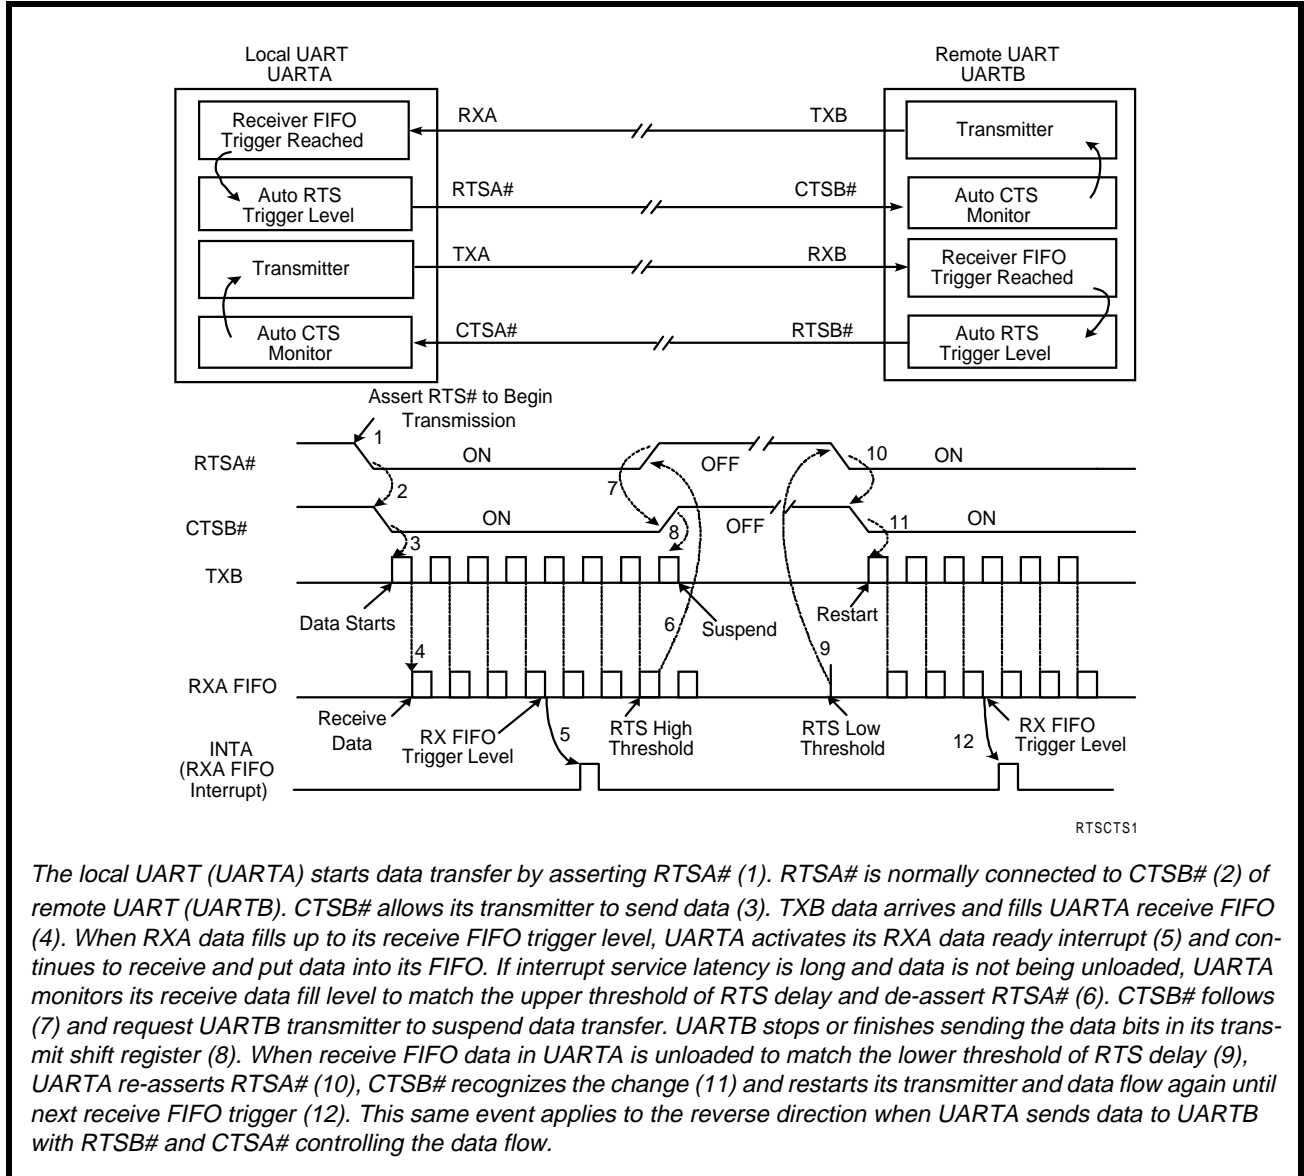 Local UART
UARTA
Remote UART
UARTB
Receiver FIFO
Trigger Reached
RXA
TXB
Transmitter
Auto RTS
Trigger Level
RTSA#
CTSB#
Auto CTS
Monitor
Transmitter
TXA
RXB
Receiver FIFO
Trigger Reached
Auto CTS
Monitor
CTSA#
RTSB#
Auto RTS
Trigger Level
Assert RTS# to Begin
Transmission
RTSA#
1
ON
OFF
10
ON
2
7
CTSB#
ON
OFF
11
ON
3
8
TXB
Data Starts
6
Suspend
Restart
4
9
RXA FIFO
Receive
Data
RX FIFO
Trigger Level
5
RTS High
Threshold
RTS Low
Threshold
12
RX FIFO
Trigger Level
INTA
(RXA FIFO
Interrupt)
RTSCTS1
The local UART (UARTA) starts data transfer by asserting RTSA# (1). RTSA# is normally connected to CTSB# (2) of
remote UART (UARTB). CTSB# allows its transmitter to send data (3). TXB data arrives and fills UARTA receive FIFO
(4). When RXA data fills up to its receive FIFO trigger level, UARTA activates its RXA data ready interrupt (5) and con-
tinues to receive and put data into its FIFO. If interrupt service latency is long and data is not being unloaded, UARTA
monitors its receive data fill level to match the upper threshold of RTS delay and de-assert RTSA# (6). CTSB# follows
(7) and request UARTB transmitter to suspend data transfer. UARTB stops or finishes sending the data bits in its trans-
mit shift register (8). When receive FIFO data in UARTA is unloaded to match the lower threshold of RTS delay (9),
UARTA re-asserts RTSA# (10), CTSB# recognizes the change (11) and restarts its transmitter and data flow again until
next receive FIFO trigger (12). This same event applies to the reverse direction when UARTA sends data to UARTB
with RTSB# and CTSA# controlling the data flow.